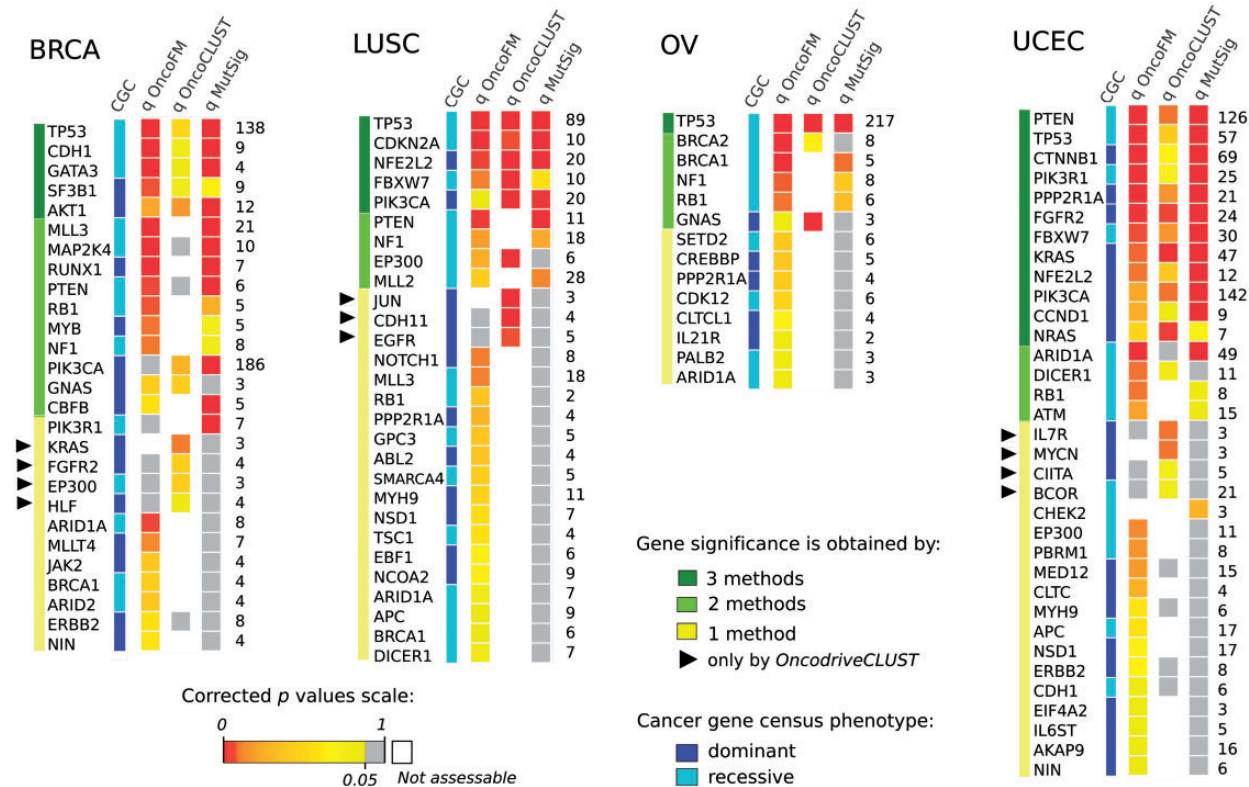 BRCA
CGC
q OncoFM
q OncoCLUST
q MutSig
TP53 138
CDH1 9
GATA3 4
SF3B1 9
AKT1 12
MLL3 21
MAP2K4 10
RUNX1 7
PTEN 6
RB1 5
MYB 5
NF1 8
PIK3CA 186
GNAS 3
CBFB 5
PIK3R1 7
KRAS 3
FGFR2 4
EP300 3
HLF 4
ARID1A 8
MLLT4 7
JAK2 4
BRCA1 4
ARID2 4
ERBB2 8
NIN 4
LUSC
CGC
q OncoFM
q OncoCLUST
q MutSig
TP53 89
CDKN2A 10
NFE2L2 20
FBXW7 10
PIK3CA 20
PTEN 11
NF1 18
EP300 6
MLL2 28
JUN 3
CDH11 4
EGFR 5
NOTCH1 8
MLL3 18
RB1 2
PPP2R1A 4
GPC3 5
ABL2 4
SMARCA4 5
MYH9 11
NSD1 7
TSC1 4
EBF1 6
NCOA2 9
ARID1A 7
APC 9
BRCA1 6
DICER1 7
OV
CGC
q OncoFM
q OncoCLUST
q MutSig
TP53 217
BRCA2 8
BRCA1 5
NF1 8
RB1 6
GNAS 3
SETD2 6
CREBBP 5
PPP2R1A 4
CDK12 6
CLTCL1 4
IL21R 2
PALB2 3
ARID1A 3
UCEC
CGC
q OncoFM
q OncoCLUST
q MutSig
PTEN 126
TP53 57
CTNNB1 69
PIK3R1 25
PPP2R1A 21
FGFR2 24
FBXW7 30
KRAS 47
NFE2L2 12
PIK3CA 142
CCND1 9
NRAS 7
ARID1A 49
DICER1 11
RB1 8
ATM 15
IL7R 3
MYCN 3
CIITA 5
BCOR 21
CHEK2 3
EP300 11
PBRM1 8
MED12 15
CLTC 4
MYH9 6
APC 17
NSD1 17
ERBB2 8
CDH1 6
EIF4A2 3
IL6ST 5
AKAP9 16
NIN 6
Gene significance is obtained by:
3 methods
2 methods
1 method
only by OncodriveCLUST
Cancer gene census phenotype:
dominant
recessive
Corrected p values scale:
0 1
0.05 Not assessable